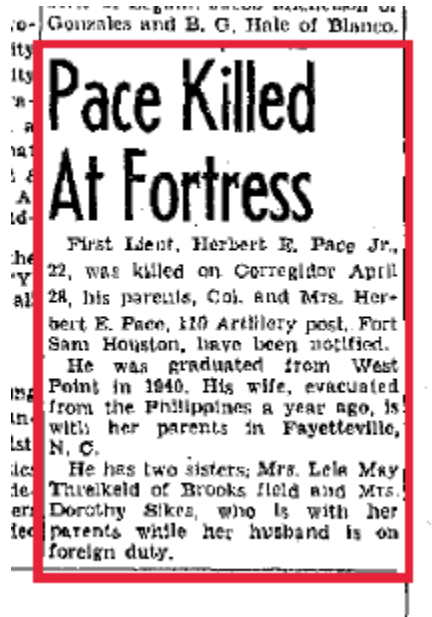 Gonzales and B. G. Hale of Blanco.
Pace Killed
At Fortress
First Lieut. Herbert E. Pace Jr.,
22, was killed on Corregidor April
28, his parents, Col. and Mrs. Her-
bert E. Pace, 110 Artillery post, Fort
Sam Houston, have been notified.
He was graduated from West
Point in 1940. His wife, evacuated
from the Philippines a year ago, is
with her parents in Fayetteville,
N. C.
He has two sisters; Mrs. Lela May
Threlkeld of Brooks field and Mrs.
Dorothy Sikes, who is with her
parents while her husband is on
foreign duty.